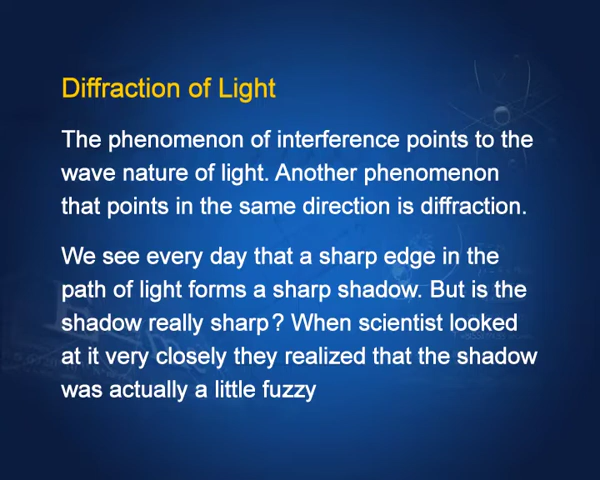 Diffraction of Light
The phenomenon of interference points to the
wave nature of light. Another phenomenon
that points in the same direction is diffraction.
We see every day that a sharp edge in the
path of light forms a sharp shadow. But is the
shadow really sharp? When scientist looked
at it very closely they realized that the shadow
was actually a little fuzzy